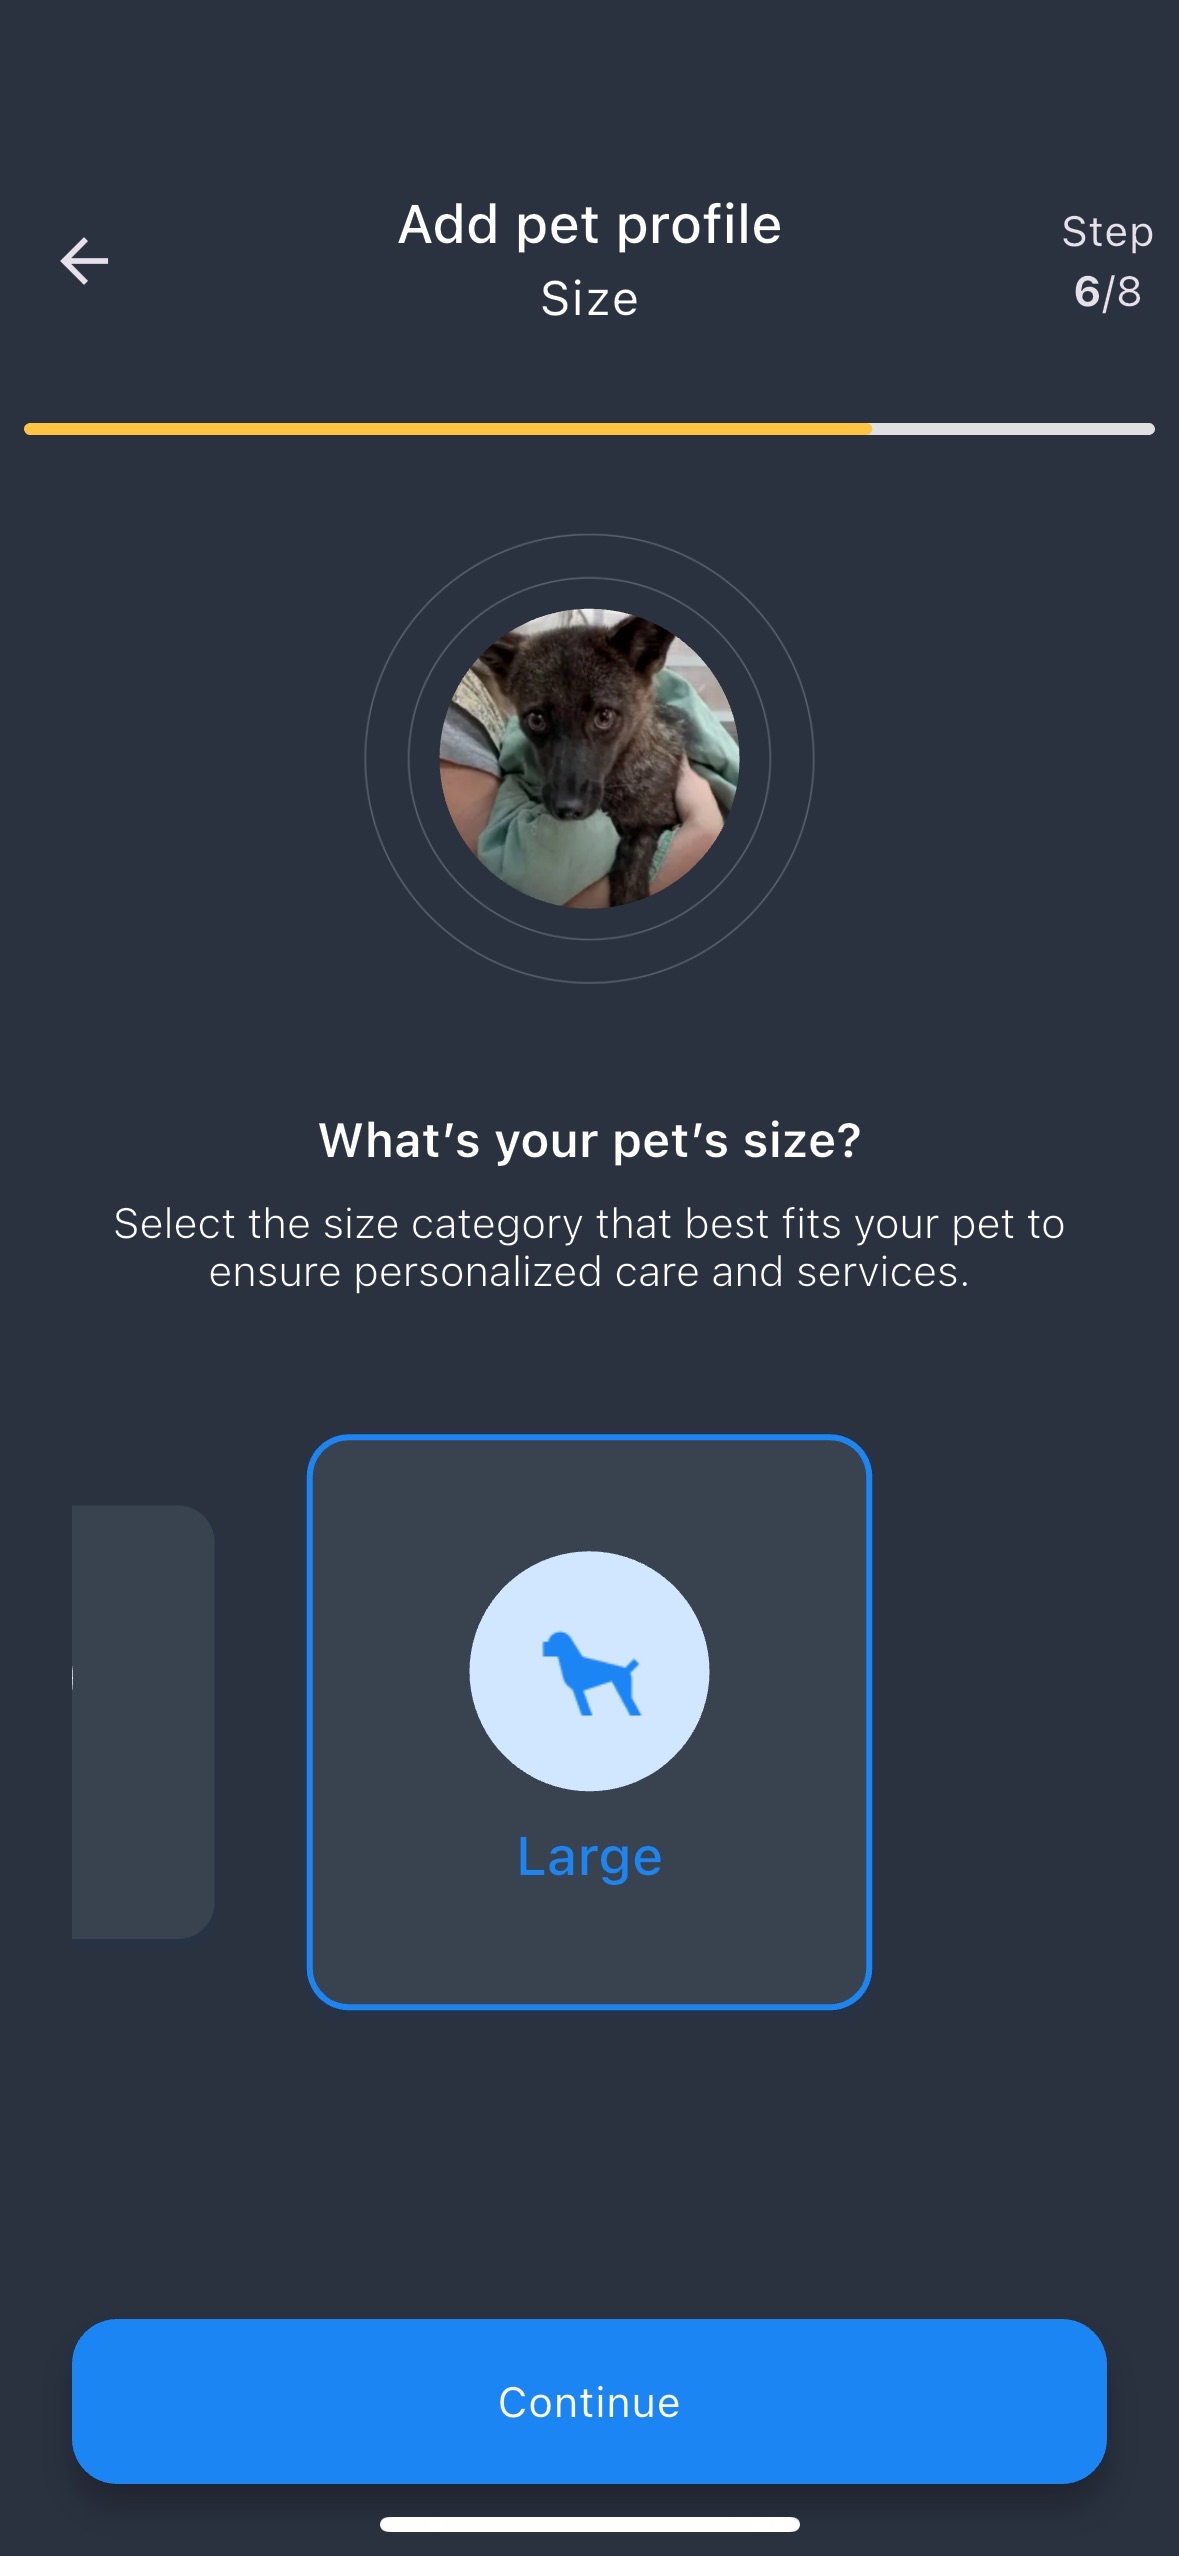 Add pet profile
Size
Step
6/8
What’s your pet’s size?
Select the size category that best fits your pet to
ensure personalized care and services.
Large
Continue